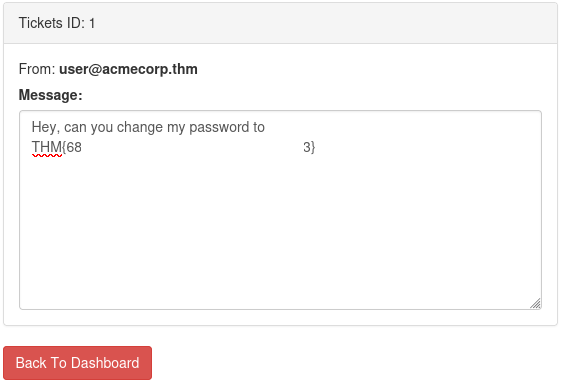 Tickets ID: 1
From: user@acmecorp.thm
Message:
Hey, can you change my password to
THM{68 3}
Back To Dashboard